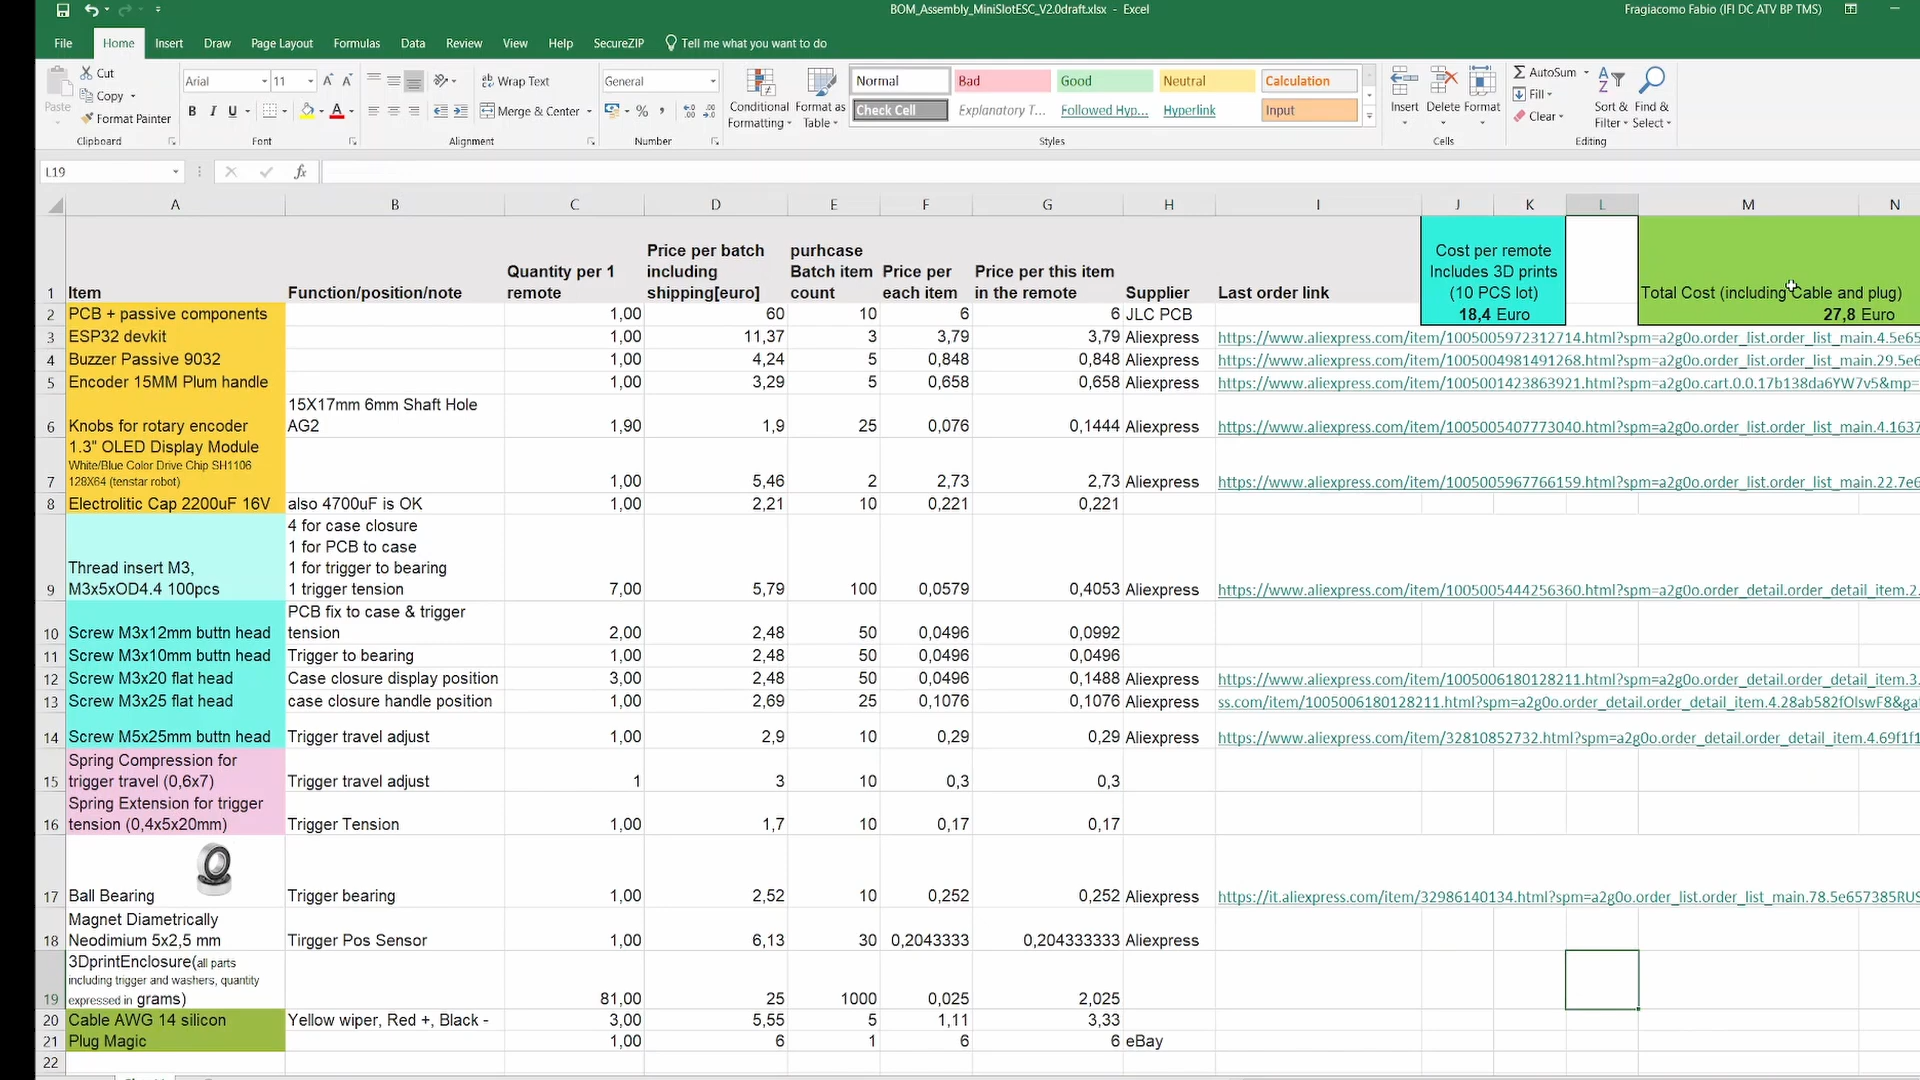 BOM_Assembly_MiniSlotESC_V2.0draft.xlsx - Excel
Fragiacomo Fabio (IFI DC ATV BP TMS)
File Home Insert Draw Page Layout Formulas Data Review View Help SecureZIP Tell me what you want to do
Paste
Cut
Copy
Format Painter
Clipboard
Arial 11
B I U
Font
Wrap Text
Merge & Center
Alignment
General
Number
Conditional Formatting
Format as Table
Normal Bad Good Neutral Calculation
Check Cell Explanatory T... Followed Hyp... Hyperlink Input
Styles
Insert Delete Format
Cells
AutoSum
Fill
Clear
Sort & Filter
Find & Select
Editing
L19
fx
A B C D E F G H I J K L M N
1 Item Function/position/note Quantity per 1 remote Price per batch including shipping[euro] purhcase Batch item count Price per each item Price per this item in the remote Supplier Last order link
Cost per remote
Includes 3D prints
(10 PCS lot)
18,4 Euro
Total Cost (including Cable and plug)
27,8 Euro
2 PCB + passive components 1,00 60 10 6 6 JLC PCB
3 ESP32 devkit 1,00 11,37 3 3,79 3,79 Aliexpress https://www.aliexpress.com/item/1005005972312714.html?spm=a2g0o.order_list.order_list_main.4.5e65
4 Buzzer Passive 9032 1,00 4,24 5 0,848 0,848 Aliexpress https://www.aliexpress.com/item/1005004981491268.html?spm=a2g0o.order_list.order_list_main.29.5e6
5 Encoder 15MM Plum handle 1,00 3,29 5 0,658 0,658 Aliexpress https://www.aliexpress.com/item/1005001423863921.html?spm=a2g0o.cart.0.0.17b138da6YW7v5&mp=
6 Knobs for rotary encoder 15X17mm 6mm Shaft Hole AG2 1,90 1,9 25 0,076 0,1444 Aliexpress https://www.aliexpress.com/item/1005005407773040.html?spm=a2g0o.order_list.order_list_main.4.1637
7 1.3" OLED Display Module White/Blue Color Drive Chip SH1106 128X64 (tenstar robot) 1,00 5,46 2 2,73 2,73 Aliexpress https://www.aliexpress.com/item/1005005967766159.html?spm=a2g0o.order_list.order_list_main.22.7e6
8 Electrolitic Cap 2200uF 16V also 4700uF is OK 1,00 2,21 10 0,221 0,221
9 Thread insert M3, M3x5xOD4.4 100pcs 4 for case closure 1 for PCB to case 1 for trigger to bearing 1 trigger tension 7,00 5,79 100 0,0579 0,4053 Aliexpress https://www.aliexpress.com/item/1005005444256360.html?spm=a2g0o.order_detail.order_detail_item.2.
10 Screw M3x12mm buttn head PCB fix to case & trigger tension 2,00 2,48 50 0,0496 0,0992
11 Screw M3x10mm buttn head Trigger to bearing 1,00 2,48 50 0,0496 0,0496
12 Screw M3x20 flat head Case closure display position 3,00 2,48 50 0,0496 0,1488 Aliexpress https://www.aliexpress.com/item/1005006180128211.html?spm=a2g0o.order_detail.order_detail_item.3.
13 Screw M3x25 flat head case closure handle position 1,00 2,69 25 0,1076 0,1076 Aliexpress ss.com/item/1005006180128211.html?spm=a2g0o.order_detail.order_detail_item.4.28ab582fOlswF8&ga
14 Screw M5x25mm buttn head Trigger travel adjust 1,00 2,9 10 0,29 0,29 Aliexpress https://www.aliexpress.com/item/32810852732.html?spm=a2g0o.order_detail.order_detail_item.4.69f1f1
15 Spring Compression for trigger travel (0,6x7) Trigger travel adjust 1 3 10 0,3 0,3
16 Spring Extension for trigger tension (0,4x5x20mm) Trigger Tension 1,00 1,7 10 0,17 0,17
17 Ball Bearing Trigger bearing 1,00 2,52 10 0,252 0,252 Aliexpress https://it.aliexpress.com/item/32986140134.html?spm=a2g0o.order_list.order_list_main.78.5e657385RUS
18 Magnet Diametrically Neodimium 5x2,5 mm Tirgger Pos Sensor 1,00 6,13 30 0,2043333 0,204333333 Aliexpress
19 3DprintEnclosure(all parts including trigger and washers, quantity expressed in grams) 81,00 25 1000 0,025 2,025
20 Cable AWG 14 silicon Yellow wiper, Red +, Black - 3,00 5,55 5 1,11 3,33
21 Plug Magic 1,00 6 1 6 6 eBay
22